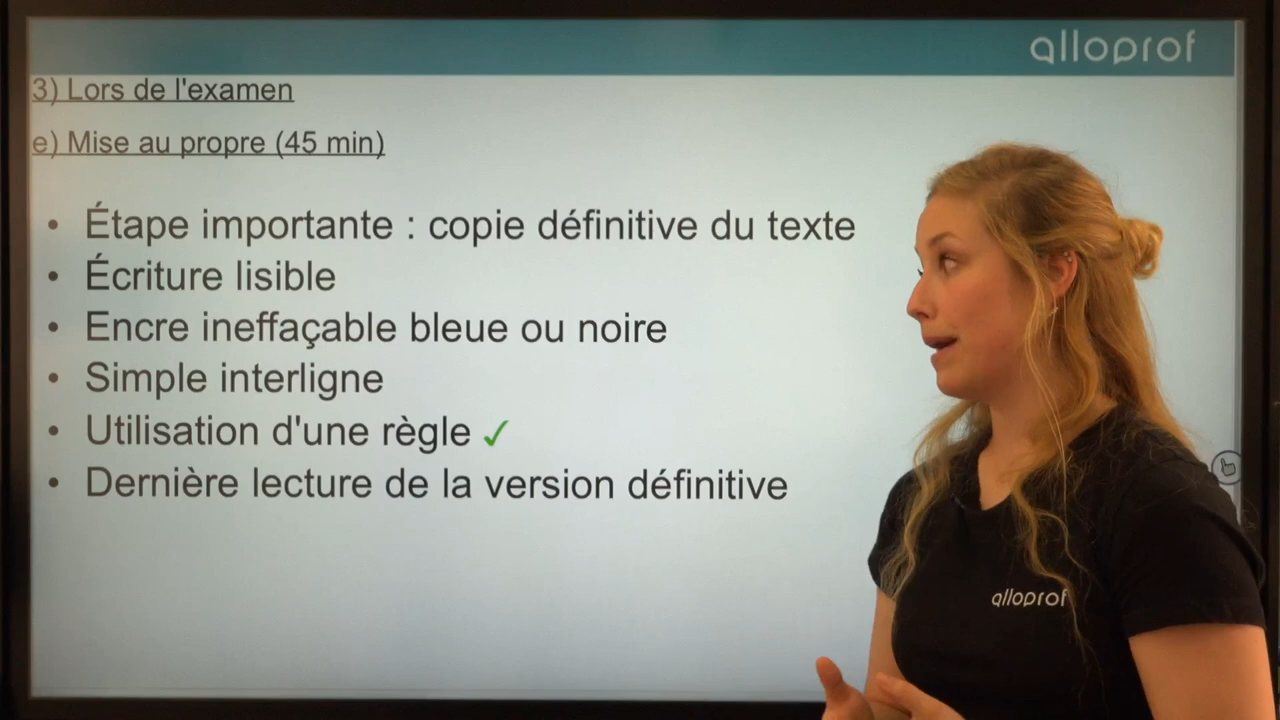 alloprof
3) Lors de l'examen
e) Mise au propre (45 min)
• Étape importante : copie définitive du texte
• Écriture lisible
• Encre ineffaçable bleue ou noire
• Simple interligne
• Utilisation d'une règle ✓
• Dernière lecture de la version définitive
alloprof